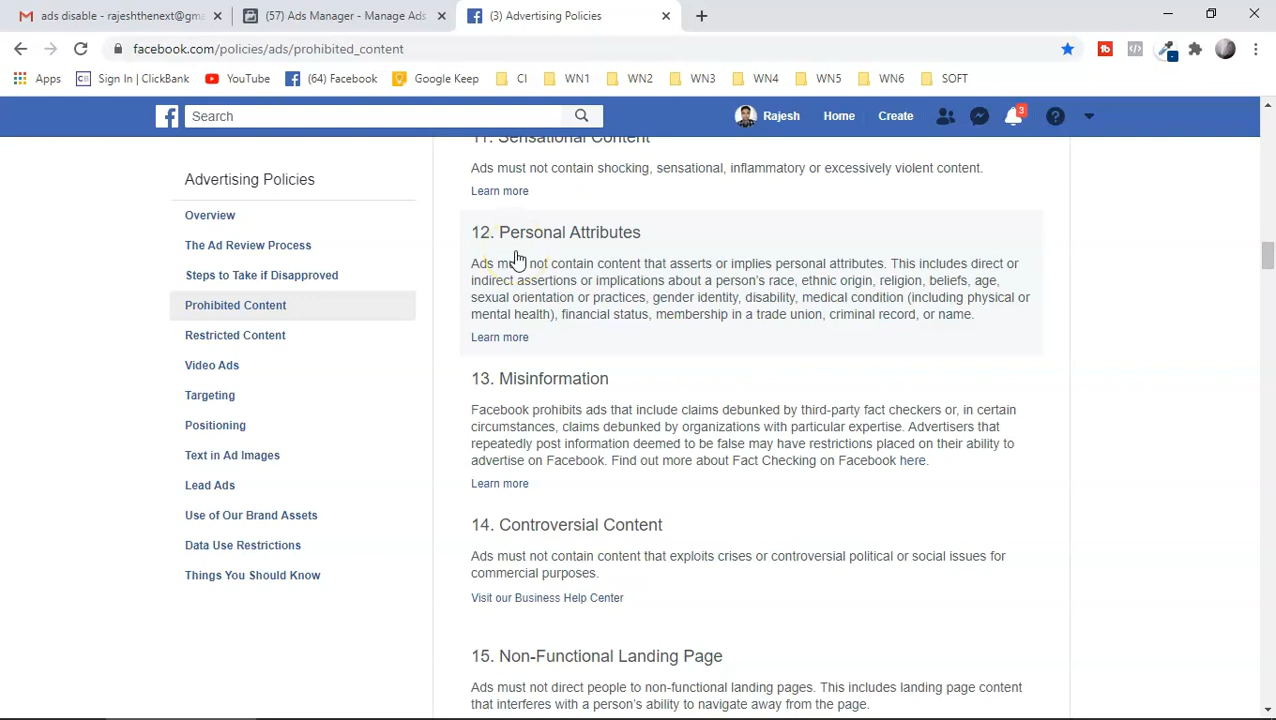 ads disable - rajeshthenext@gma
(57) Ads Manager - Manage Ads
(3) Advertising Policies
facebook.com/policies/ads/prohibited_content
Apps
Sign In | ClickBank
YouTube
(64) Facebook
Google Keep
CI
WN1
WN2
WN3
WN4
WN5
WN6
SOFT
Search
Rajesh
Home
Create
3
Advertising Policies
Overview
The Ad Review Process
Steps to Take if Disapproved
Prohibited Content
Restricted Content
Video Ads
Targeting
Positioning
Text in Ad Images
Lead Ads
Use of Our Brand Assets
Data Use Restrictions
Things You Should Know
11. Sensational Content
Ads must not contain shocking, sensational, inflammatory or excessively violent content.
Learn more
12. Personal Attributes
Ads must not contain content that asserts or implies personal attributes. This includes direct or
indirect assertions or implications about a person's race, ethnic origin, religion, beliefs, age,
sexual orientation or practices, gender identity, disability, medical condition (including physical or
mental health), financial status, membership in a trade union, criminal record, or name.
Learn more
13. Misinformation
Facebook prohibits ads that include claims debunked by third-party fact checkers or, in certain
circumstances, claims debunked by organizations with particular expertise. Advertisers that
repeatedly post information deemed to be false may have restrictions placed on their ability to
advertise on Facebook. Find out more about Fact Checking on Facebook here.
Learn more
14. Controversial Content
Ads must not contain content that exploits crises or controversial political or social issues for
commercial purposes.
Visit our Business Help Center
15. Non-Functional Landing Page
Ads must not direct people to non-functional landing pages. This includes landing page content
that interferes with a person's ability to navigate away from the page.